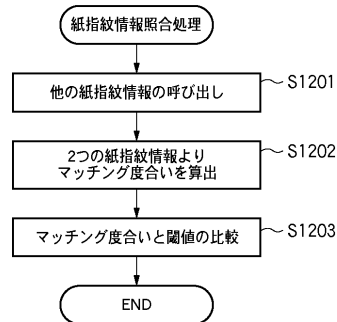 紙指紋情報照合処理
他の紙指紋情報の呼び出し
S1201
2つの紙指紋情報より
マッチング度合いを算出
S1202
マッチング度合いと閾値の比較
S1203
END